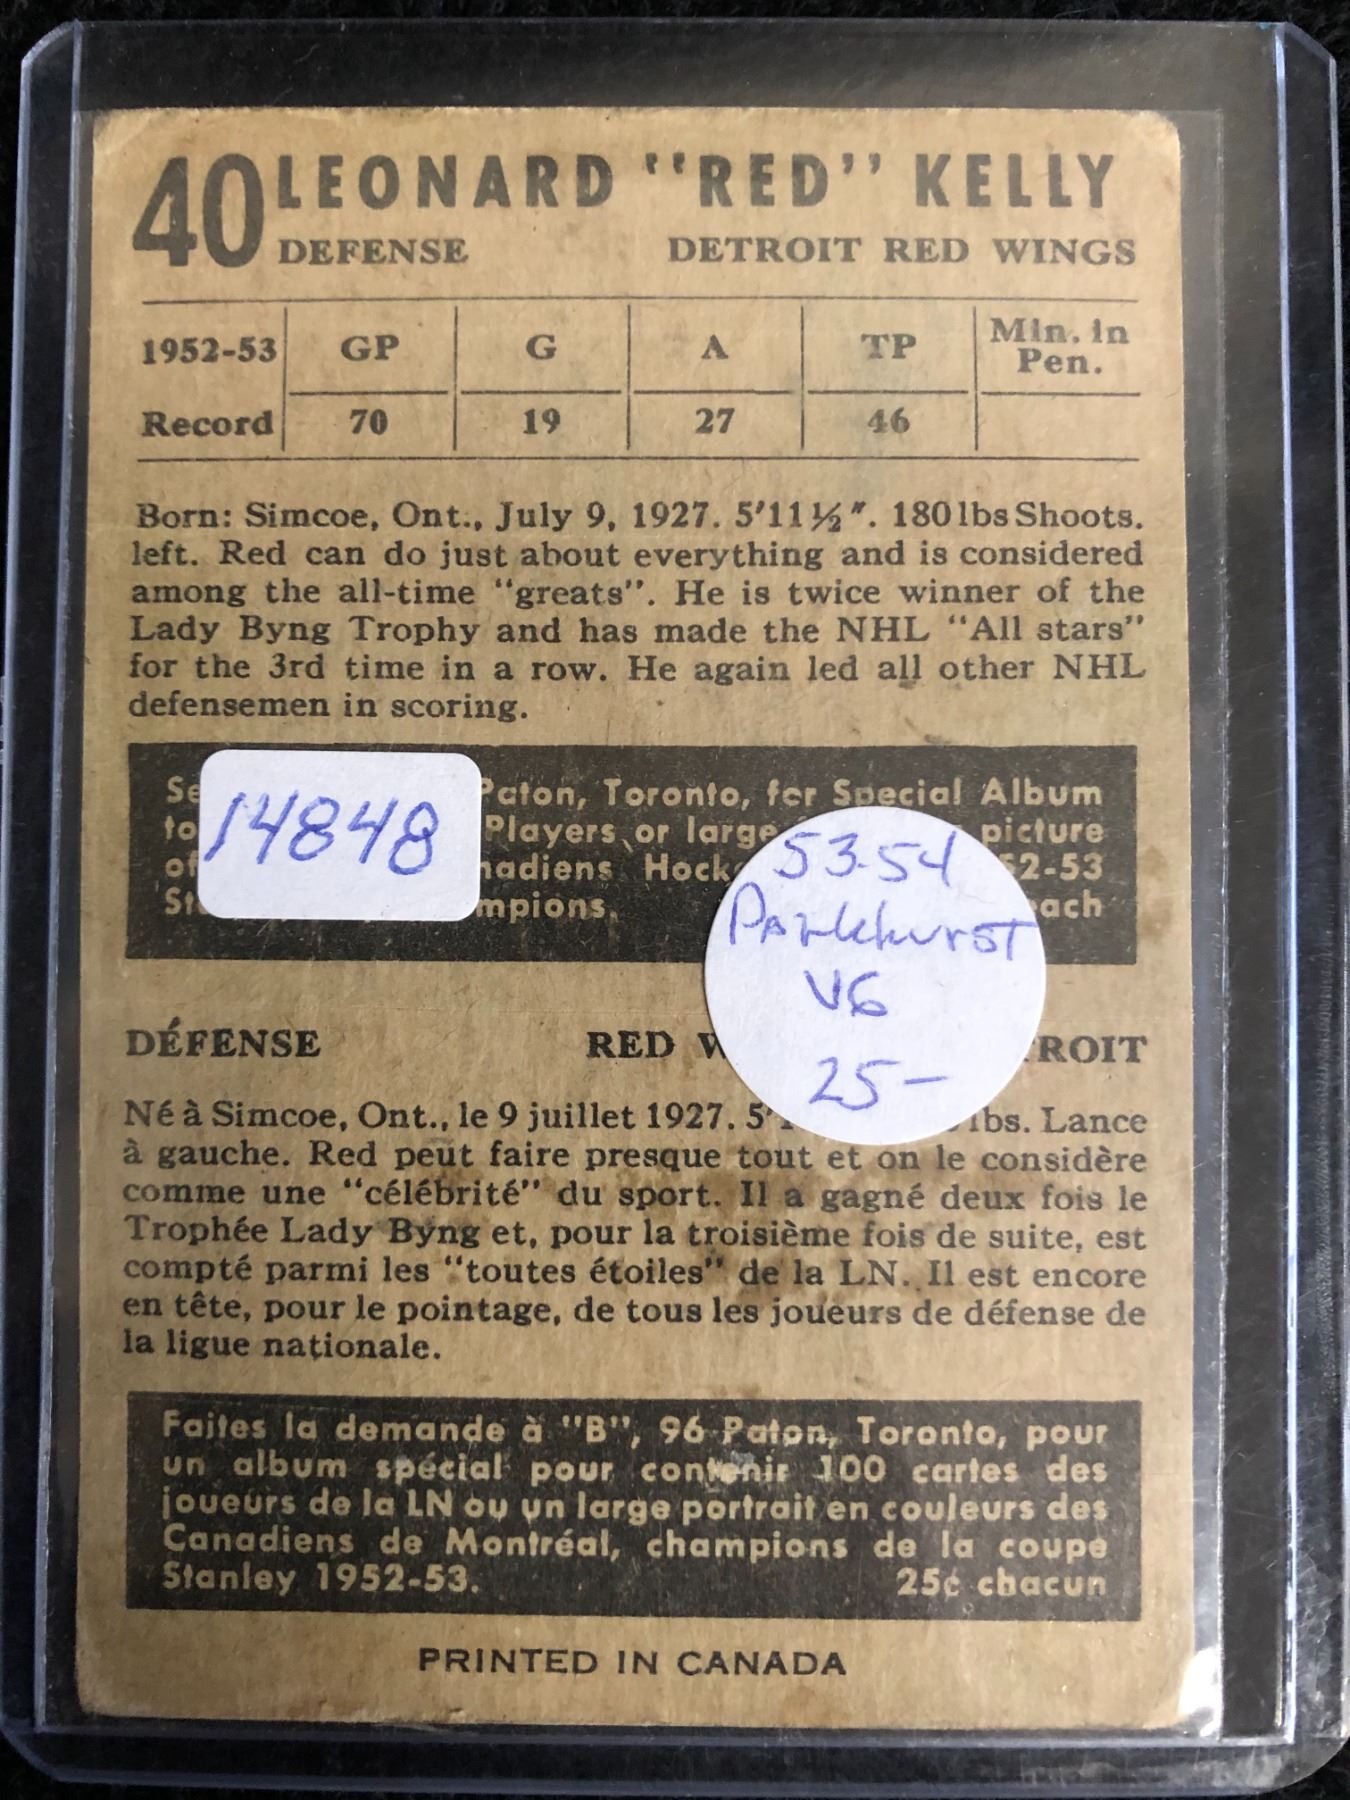 40 LEONARD "RED" KELLY
DEFENSE DETROIT RED WINGS
1952-53 GP G A TP Min. in Pen.
Record 70 19 27 46
Born: Simcoe, Ont., July 9, 1927. 5'11½". 180 lbs Shoots.
left. Red can do just about everything and is considered
among the all-time "greats". He is twice winner of the
Lady Byng Trophy and has made the NHL "All stars"
for the 3rd time in a row. He again led all other NHL
defensemen in scoring.
Paton, Toronto, for Special Album
to Players or large picture
of Hock 52-53
14848
53-54
Parkhurst
VG
25-
DÉFENSE RED
Né à Simcoe, Ont., le 9 juillet 1927. lbs. Lance
à gauche. Red peut faire presque tout et on le considère
comme une "célébrité" du sport. Il a gagné deux fois le
Trophée Lady Byng et, pour la troisième fois de suite, est
compté parmi les "toutes étoiles" de la LN. Il est encore
en tête, pour le pointage, de tous les joueurs de défense de
la ligue nationale.
Faites la demande à "B", 96 Paton, Toronto, pour
un album spécial pour contenir 100 cartes des
joueurs de la LN ou un large portrait en couleurs des
Canadiens de Montréal, champions de la coupe
Stanley 1952-53. 25¢ chacun
PRINTED IN CANADA